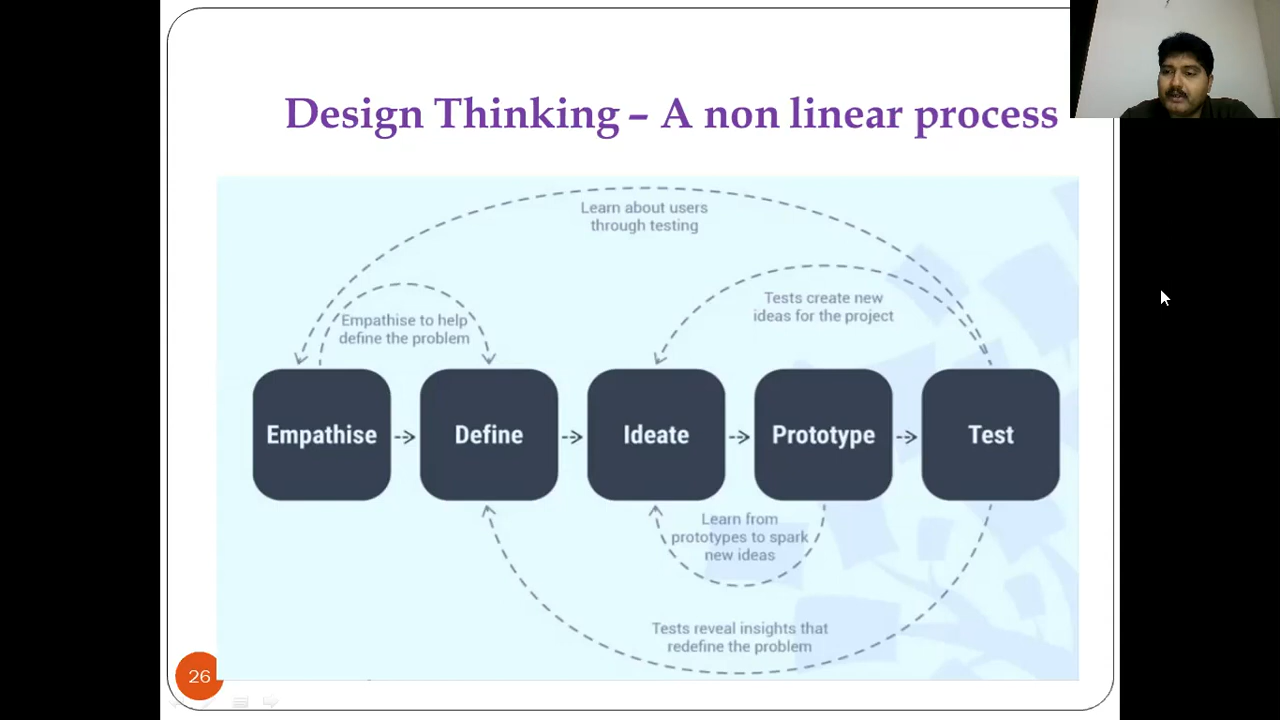 Design Thinking – A non linear process
Learn about users
through testing
Tests create new
ideas for the project
Empathise to help
define the problem
Empathise
Define
Ideate
Prototype
Test
Learn from
prototypes to spark
new ideas
Tests reveal insights that
redefine the problem
26